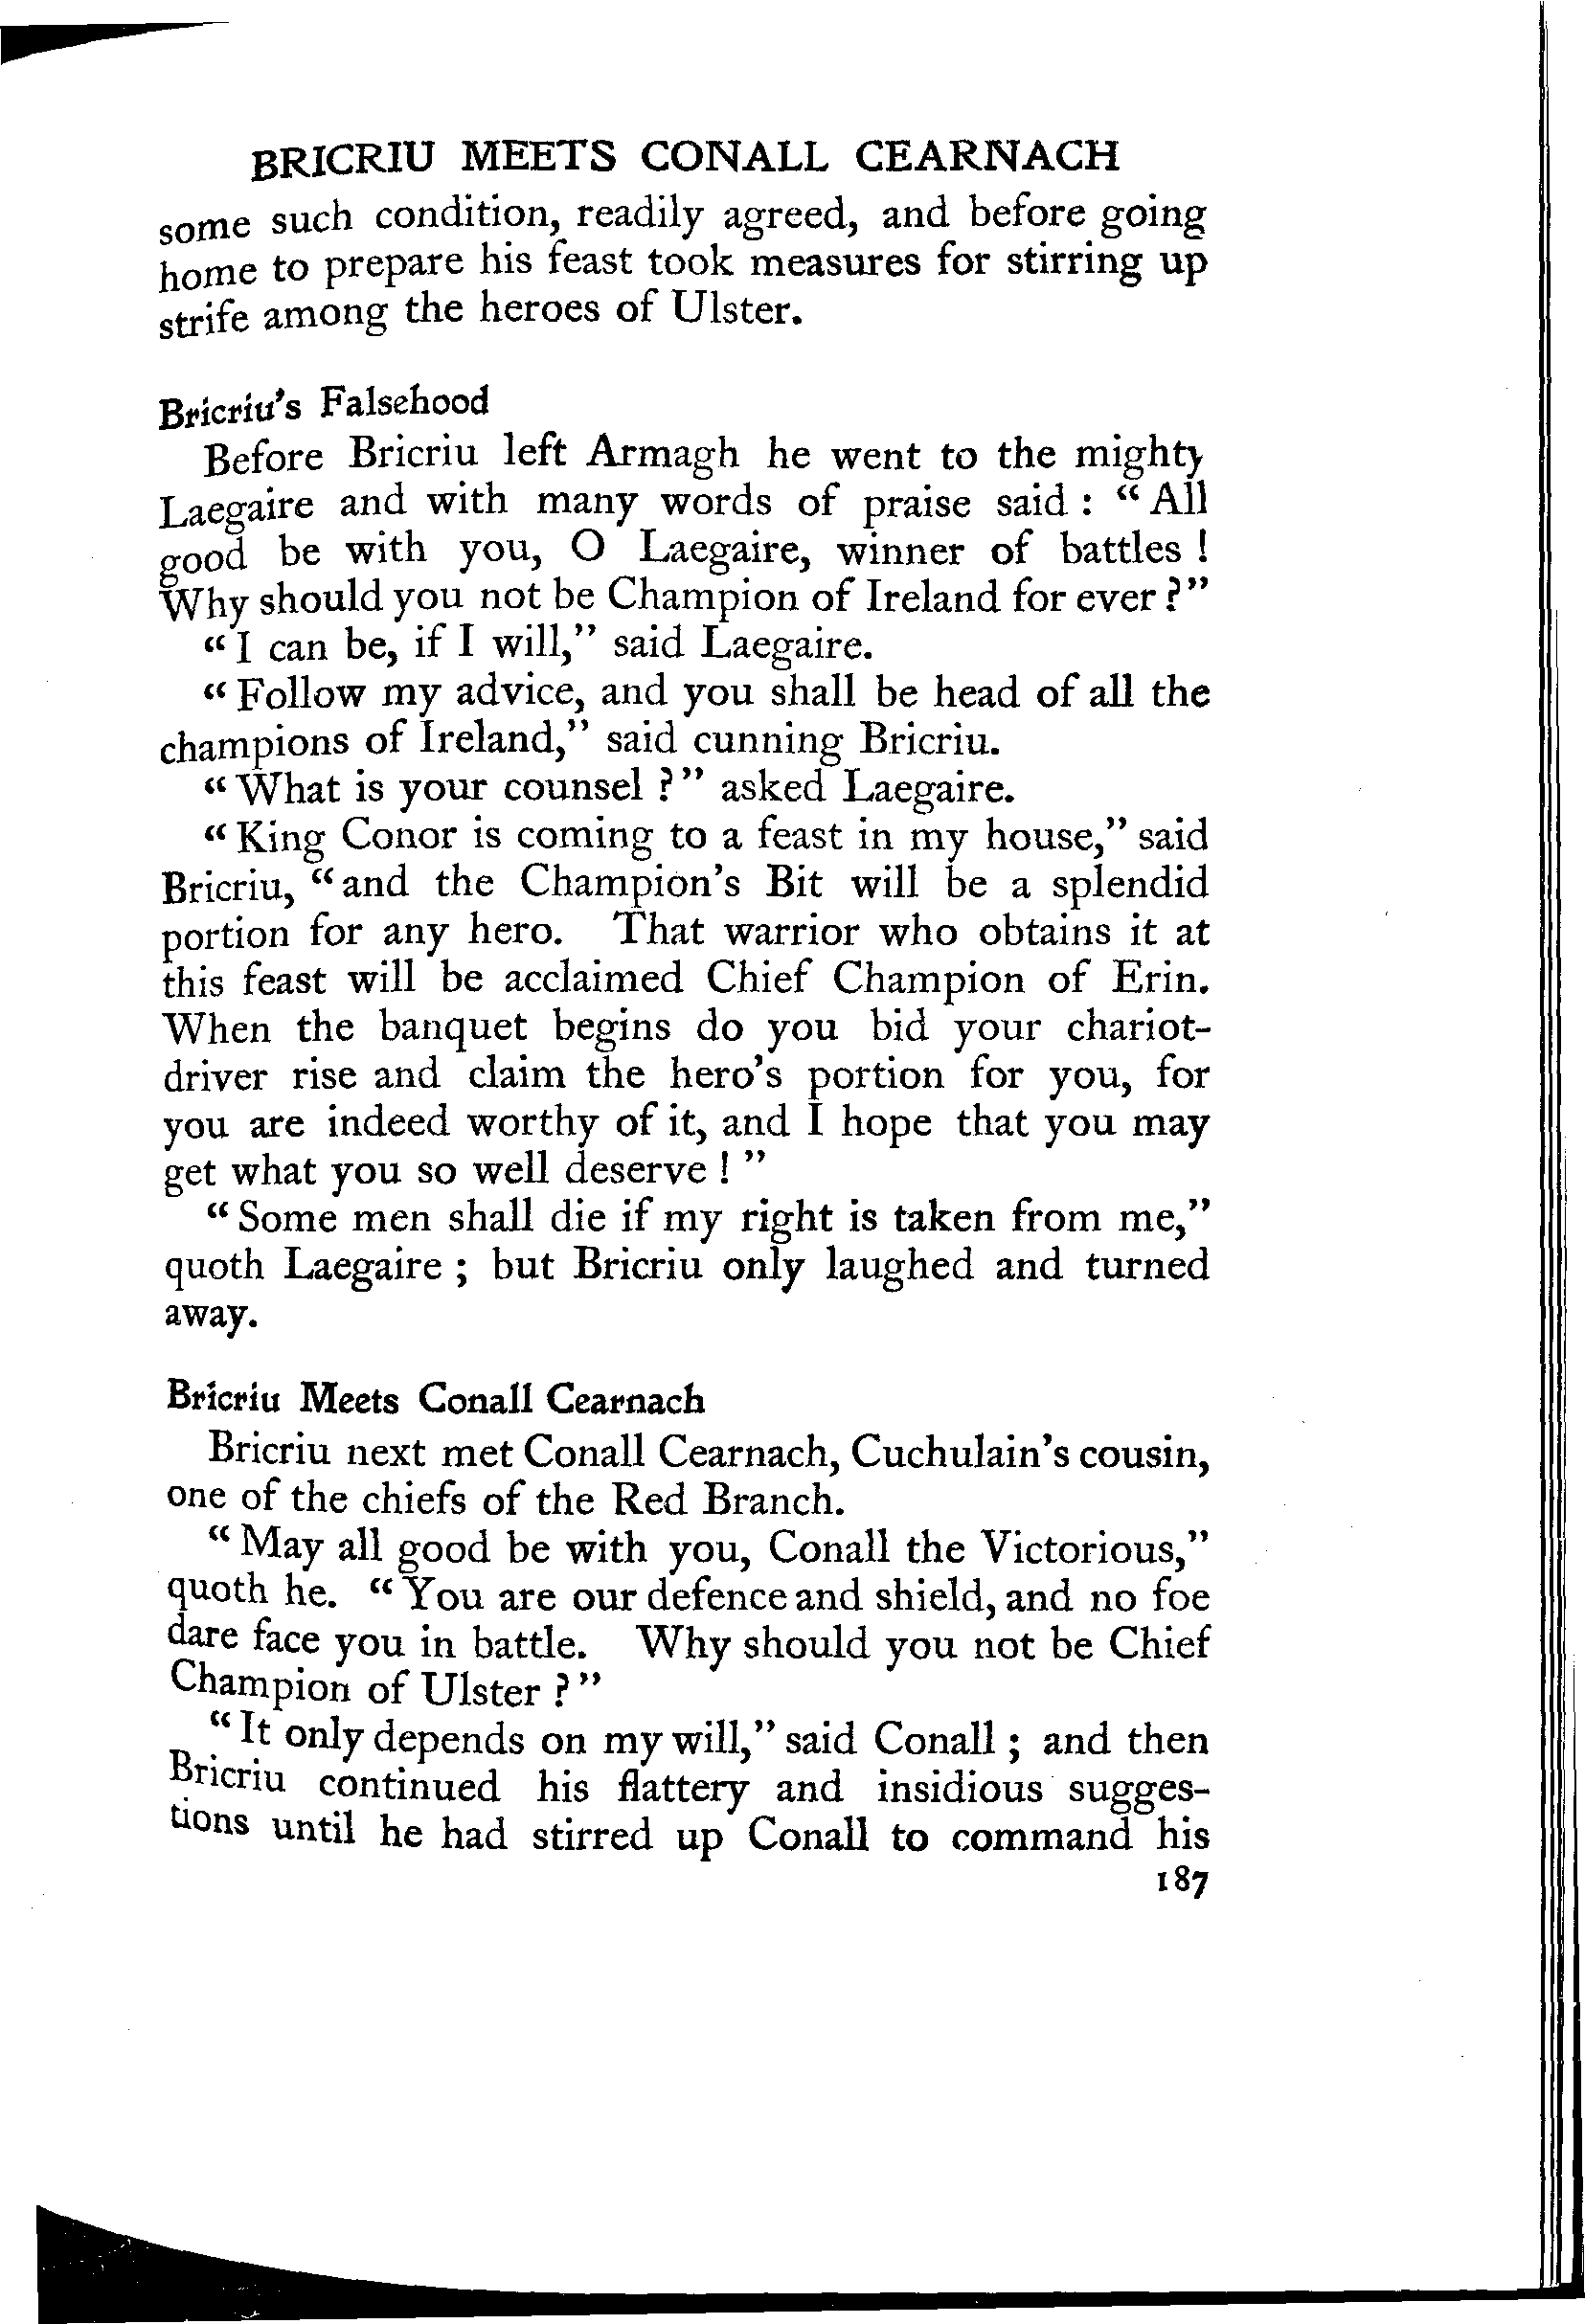 BRICRIU MEETS CONALL CEARNACH
some such condition, readily agreed, and before going
home to prepare his feast took measures for stirring up
strife among the heroes of Ulster.
Bricriu's Falsehood
Before Bricriu left Armagh he went to the mighty
Laegaire and with many words of praise said : “ All
good be with you, O Laegaire, winner of battles !
Why should you not be Champion of Ireland for ever ?”
“ I can be, if I will,” said Laegaire.
“ Follow my advice, and you shall be head of all the
champions of Ireland,” said cunning Bricriu.
“ What is your counsel ?” asked Laegaire.
“ King Conor is coming to a feast in my house,” said
Bricriu, “ and the Champion's Bit will be a splendid
portion for any hero. That warrior who obtains it at
this feast will be acclaimed Chief Champion of Erin.
When the banquet begins do you bid your chariot-
driver rise and claim the hero's portion for you, for
you are indeed worthy of it, and I hope that you may
get what you so well deserve ! ”
“ Some men shall die if my right is taken from me,”
quoth Laegaire ; but Bricriu only laughed and turned
away.
Bricriu Meets Conall Cearnach
Bricriu next met Conall Cearnach, Cuchulain's cousin,
one of the chiefs of the Red Branch.
“ May all good be with you, Conall the Victorious,”
quoth he. “ You are our defence and shield, and no foe
dare face you in battle. Why should you not be Chief
Champion of Ulster ?”
“ It only depends on my will,” said Conall ; and then
Bricriu continued his flattery and insidious sugges-
tions until he had stirred up Conall to command his
187